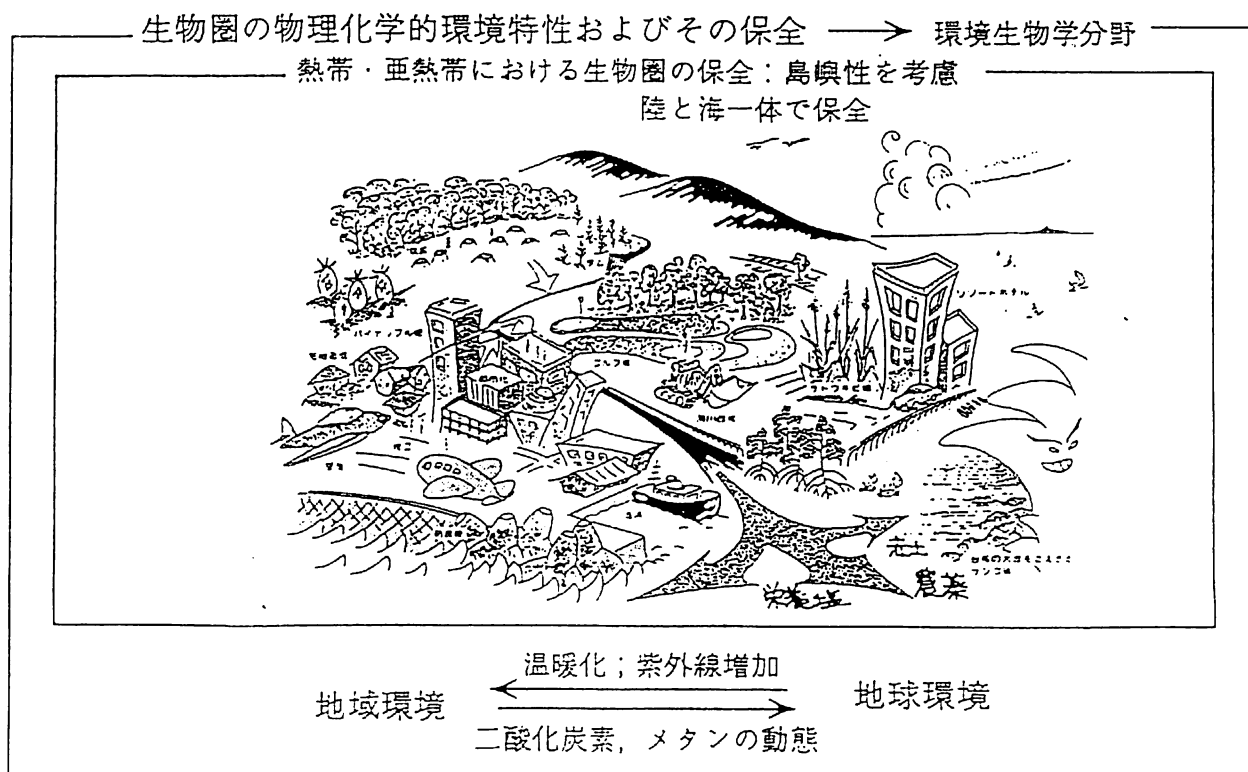 生物圏の物理化学的環境特性およびその保全 → 環境生物学分野
熱帯・亜熱帯における生物圏の保全：島嶼性を考慮
陸と海一体で保全
リゾートホテル
パイナップル畑
ゴルフ場
赤土
農薬
栄養塩
温暖化；紫外線増加
地域環境
地球環境
二酸化炭素，メタンの動態